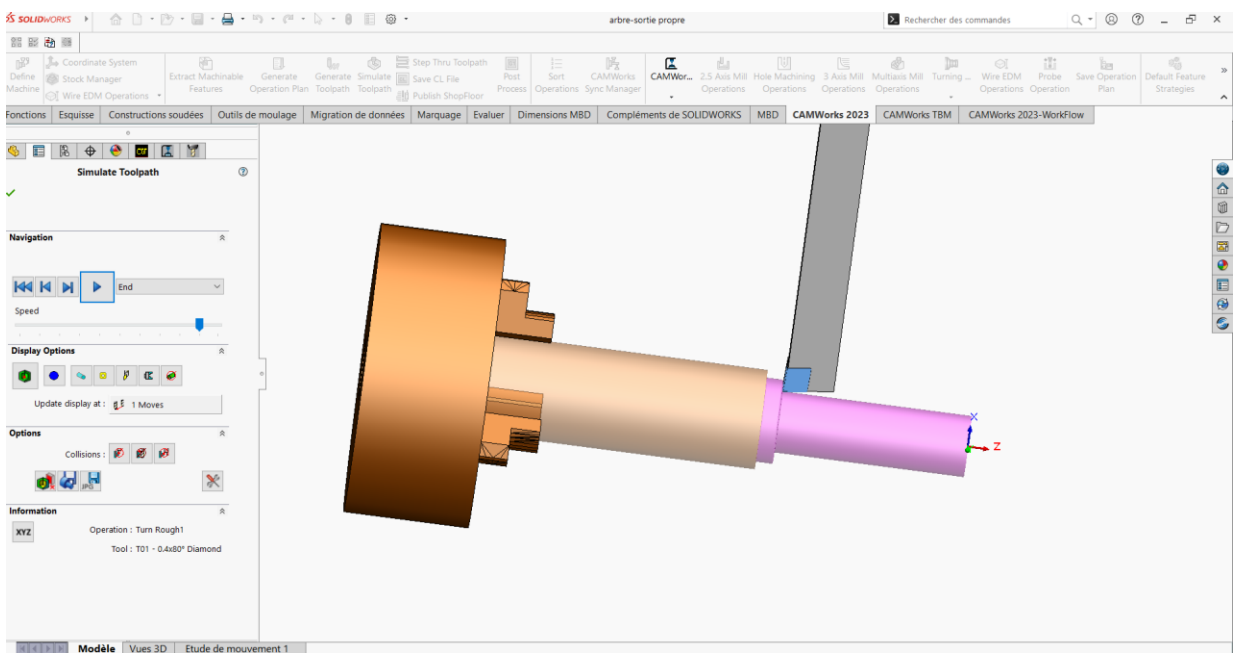 SOLIDWORKS
arbre-sortie propre
Rechercher des commandes
Define Machine
Coordinate System
Stock Manager
Wire EDM Operations
Extract Machinable Features
Generate Operation Plan
Generate Toolpath
Simulate Toolpath
Step Thru Toolpath
Save CL File
Publish ShopFloor
Post Process
Sort Operations
CAMWorks Sync Manager
CAMWor...
2.5 Axis Mill Operations
Hole Machining Operations
3 Axis Mill Operations
Multiaxis Mill Operations
Turning ...
Wire EDM Operations
Probe Operation
Save Operation Plan
Default Feature Strategies
Fonctions Esquisse Constructions soudées Outils de moulage Migration de données Marquage Evaluer Dimensions MBD Compléments de SOLIDWORKS MBD CAMWorks 2023 CAMWorks TBM CAMWorks 2023-WorkFlow
Simulate Toolpath
Navigation
End
Speed
Display Options
Update display at : 1 Moves
Options
Collisions :
JPG
Information
XYZ
Operation : Turn Rough1
Tool : T01 - 0.4x80° Diamond
X
Z
Modèle Vues 3D Etude de mouvement 1